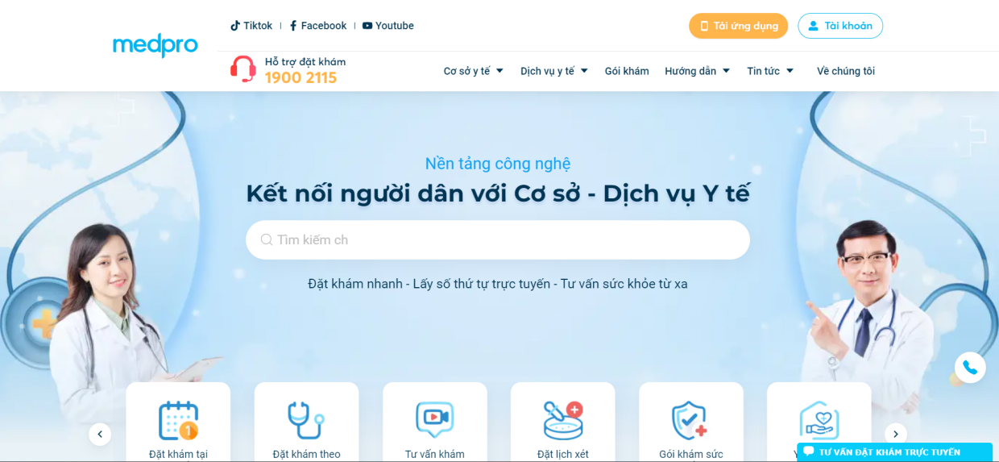 Tiktok
Facebook
Youtube
Tải ứng dụng
Tài khoản
medpro
Hỗ trợ đặt khám
1900 2115
Cơ sở y tế
Dịch vụ y tế
Gói khám
Hướng dẫn
Tin tức
Về chúng tôi
Nền tảng công nghệ
Kết nối người dân với Cơ sở - Dịch vụ Y tế
Tìm kiếm ch
Đặt khám nhanh - Lấy số thứ tự trực tuyến - Tư vấn sức khỏe từ xa
1
Đặt khám tại
Đặt khám theo
Tư vấn khám
Đặt lịch xét
Gói khám sức
Y
TƯ VẤN ĐẶT KHÁM TRỰC TUYẾN